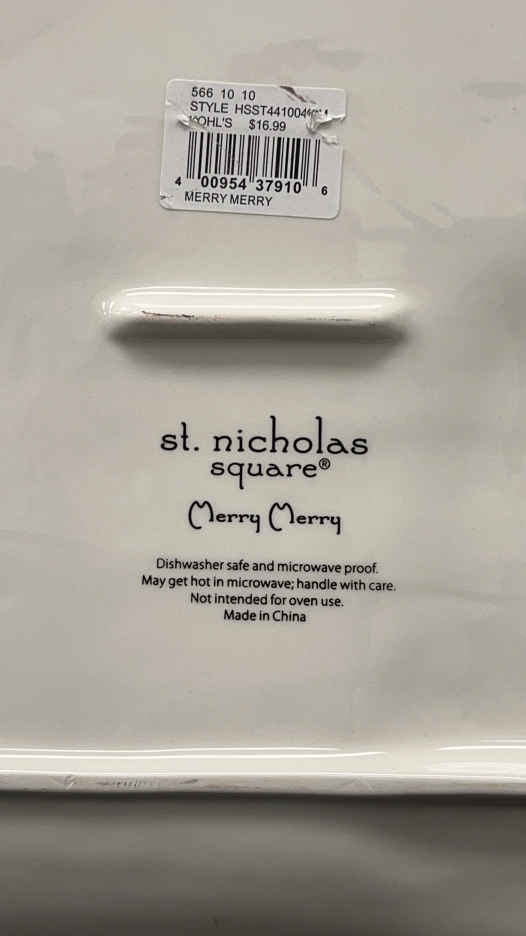 566 10 10
STYLE
KOHL'S $16.99
4 00954 37910 6
MERRY MERRY
st. nicholas
square®
Merry Merry
Dishwasher safe and microwave proof.
May get hot in microwave; handle with care.
Not intended for oven use.
Made in China